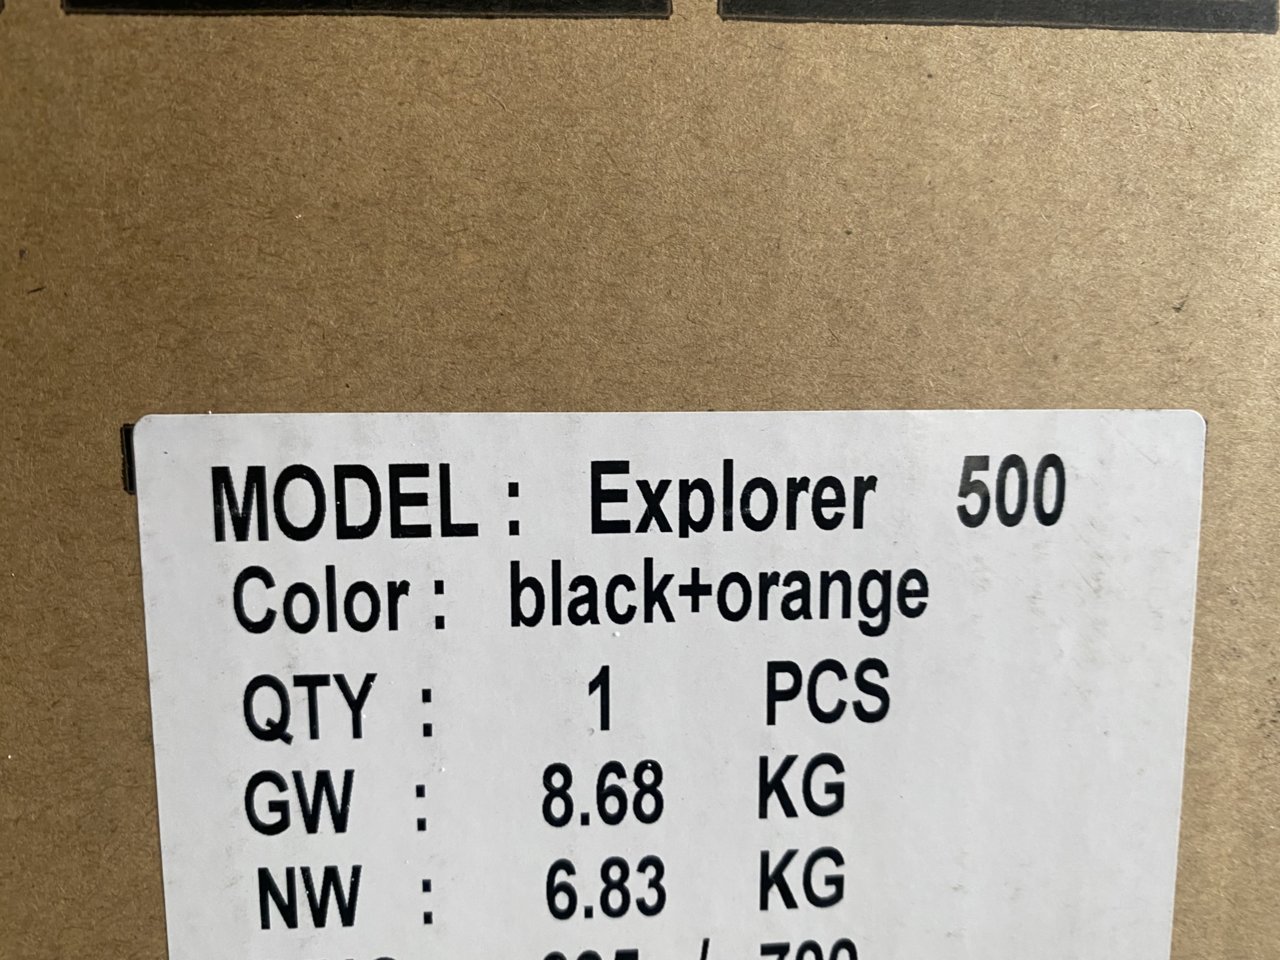 MODEL : Explorer 500
Color : black+orange
QTY : 1 PCS
GW : 8.68 KG
NW : 6.83 KG